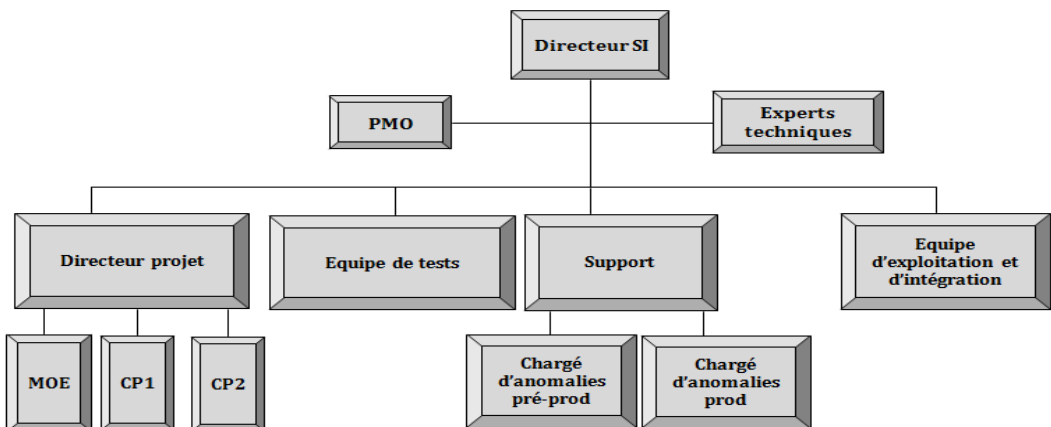 Directeur SI
PMO
Experts
techniques
Directeur projet
Equipe de tests
Support
Equipe
d'exploitation et
d'intégration
MOE
CP1
CP2
Chargé
d'anomalies
pré-prod
Chargé
d'anomalies
prod